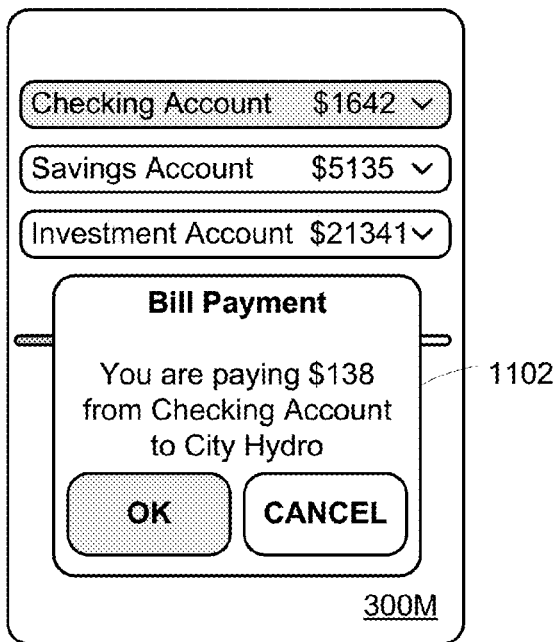 Checking Account $1642
Savings Account $5135
Investment Account $21341
Bill Payment
You are paying $138
from Checking Account
to City Hydro
1102
OK CANCEL
300M